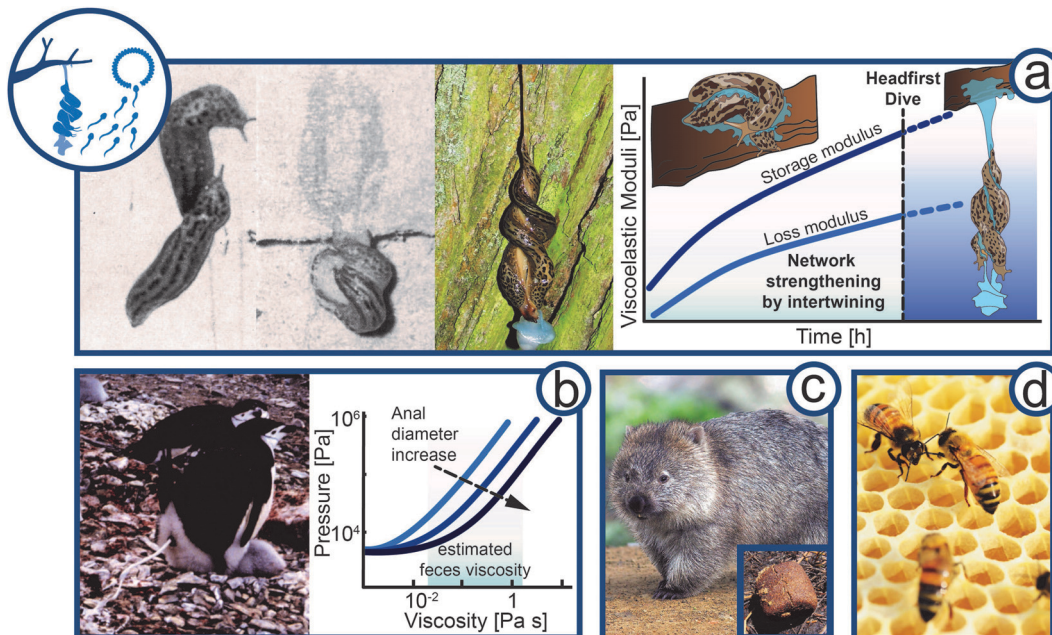 a
Viscoelastic Moduli [Pa]
Headfirst
Dive
Storage modulus
Loss modulus
Network
strengthening
by intertwining
Time [h]
b
Pressure [Pa]
10⁶
10⁴
Anal
diameter
increase
estimated
feces viscosity
10⁻²
1
Viscosity [Pa s]
c
d